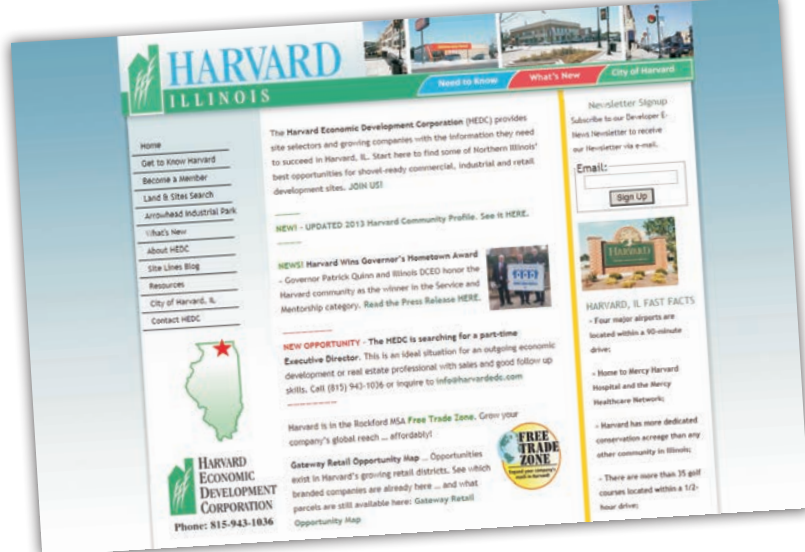 HARVARD
ILLINOIS
Need to Know
What's New
City of Harvard
Home
Get to Know Harvard
Become a Member
Land & Sites Search
Arrowhead Industrial Park
What's New
About HEDC
Site Lines Blog
Resources
City of Harvard, IL
Contact HEDC
HARVARD
ECONOMIC
DEVELOPMENT
CORPORATION
Phone: 815-943-1036
The Harvard Economic Development Corporation (HEDC) provides
site selectors and growing companies with the information they need
to succeed in Harvard, IL. Start here to find some of Northern Illinois'
best opportunities for shovel-ready commercial, industrial and retail
development sites. JOIN US!
NEW! - UPDATED 2013 Harvard Community Profile. See it HERE.
NEWS! Harvard Wins Governor's Hometown Award
- Governor Patrick Quinn and Illinois DCEO honor the
Harvard community as the winner in the Service and
Mentorship category. Read the Press Release HERE.
NEW OPPORTUNITY - The HEDC is searching for a part-time
Executive Director. This is an ideal situation for an outgoing economic
development or real estate professional with sales and good follow up
skills. Call (815) 943-1036 or inquire to info@harvardedc.com
Harvard is in the Rockford MSA Free Trade Zone. Grow your
company's global reach ... affordably!
Gateway Retail Opportunity Map ... Opportunities
exist in Harvard's growing retail districts. See which
branded companies are already here ... and what
parcels are still available here: Gateway Retail
Opportunity Map
FREE
TRADE
ZONE
Expand your company's
reach in Harvard!
Newsletter Signup
Subscribe to our Developer E-
News Newsletter to receive
our Newsletter via e-mail.
Email:
Sign Up
HARVARD
HARVARD, IL FAST FACTS
- Four major airports are
located within a 90-minute
drive;
- Home to Mercy Harvard
Hospital and the Mercy
Healthcare Network;
- Harvard has more dedicated
conservation acreage than any
other community in Illinois;
- There are more than 35 golf
courses located within a 1/2-
hour drive;